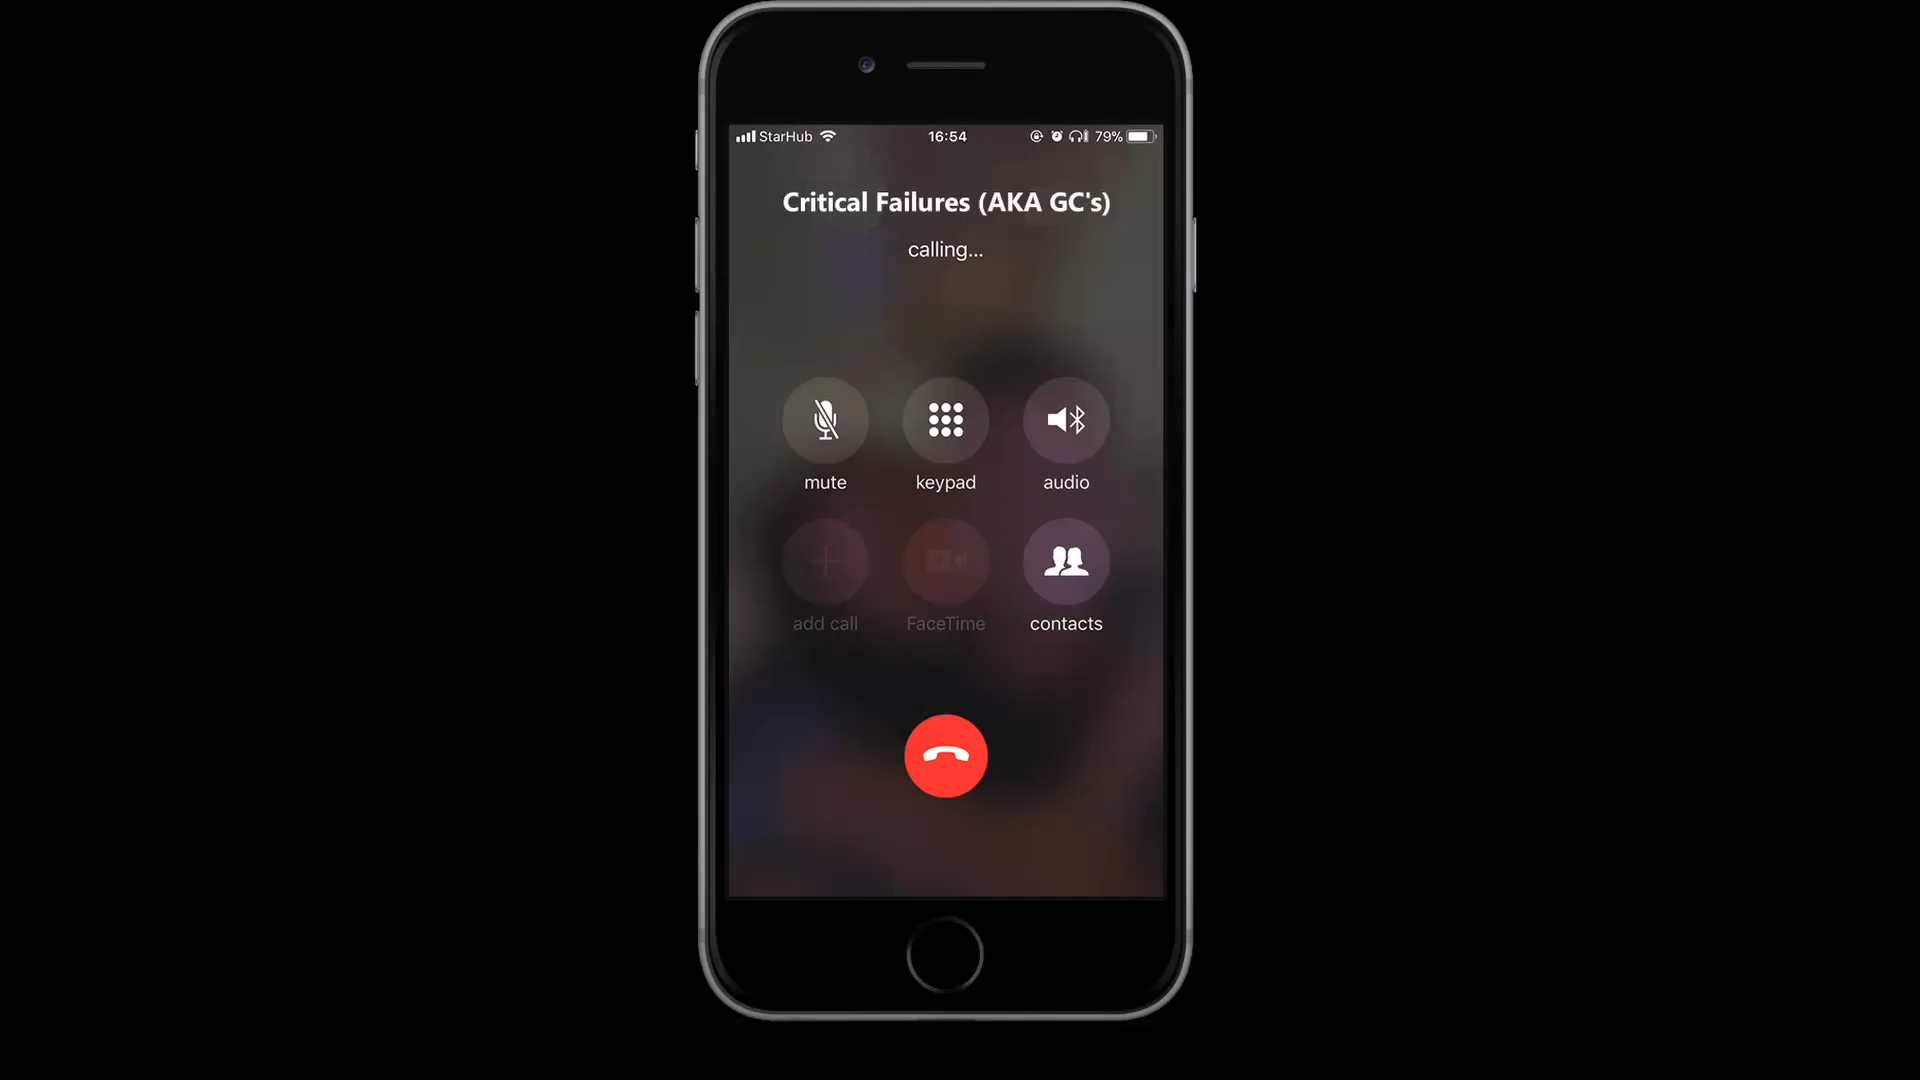 StarHub 16:54 79%
Critical Failures (AKA GC's)
calling...
mute keypad audio
add call FaceTime contacts